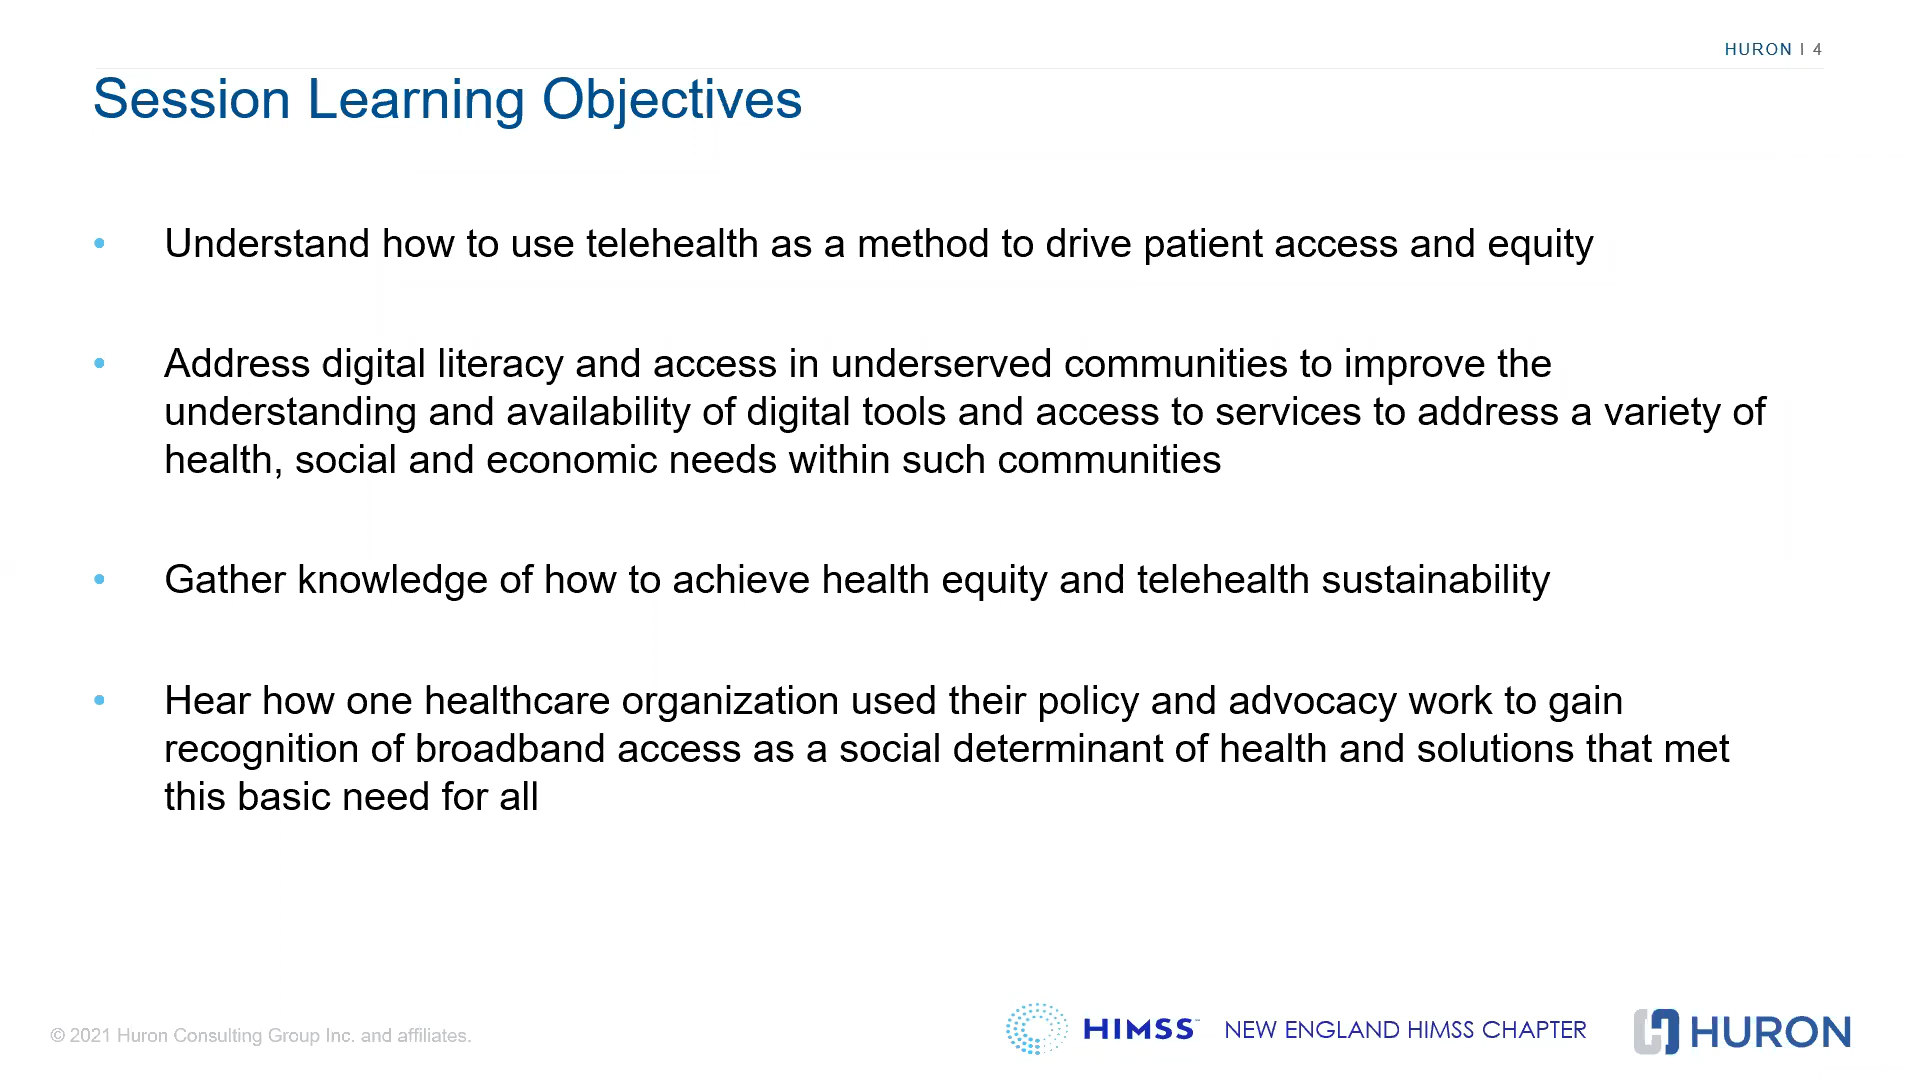 HURON | 4
Session Learning Objectives
• Understand how to use telehealth as a method to drive patient access and equity
• Address digital literacy and access in underserved communities to improve the
understanding and availability of digital tools and access to services to address a variety of
health, social and economic needs within such communities
• Gather knowledge of how to achieve health equity and telehealth sustainability
• Hear how one healthcare organization used their policy and advocacy work to gain
recognition of broadband access as a social determinant of health and solutions that met
this basic need for all
© 2021 Huron Consulting Group Inc. and affiliates.
HIMSS™ NEW ENGLAND HIMSS CHAPTER
HURON